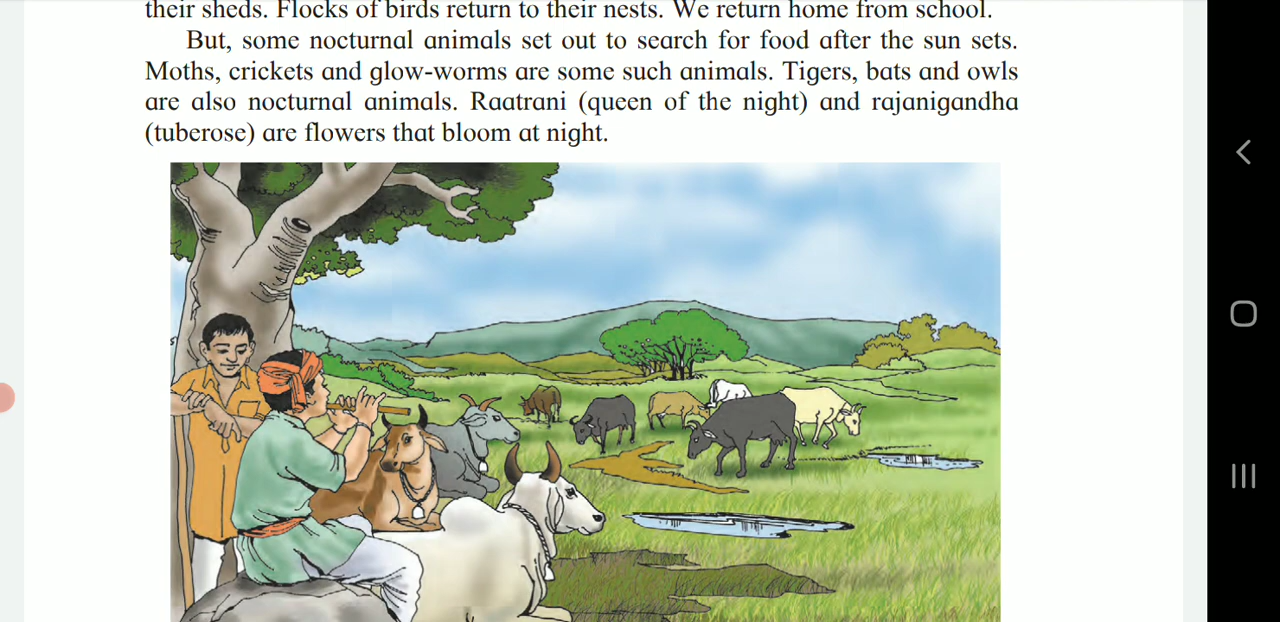 their sheds. Flocks of birds return to their nests. We return home from school.
But, some nocturnal animals set out to search for food after the sun sets.
Moths, crickets and glow-worms are some such animals. Tigers, bats and owls
are also nocturnal animals. Raatrani (queen of the night) and rajanigandha
(tuberose) are flowers that bloom at night.